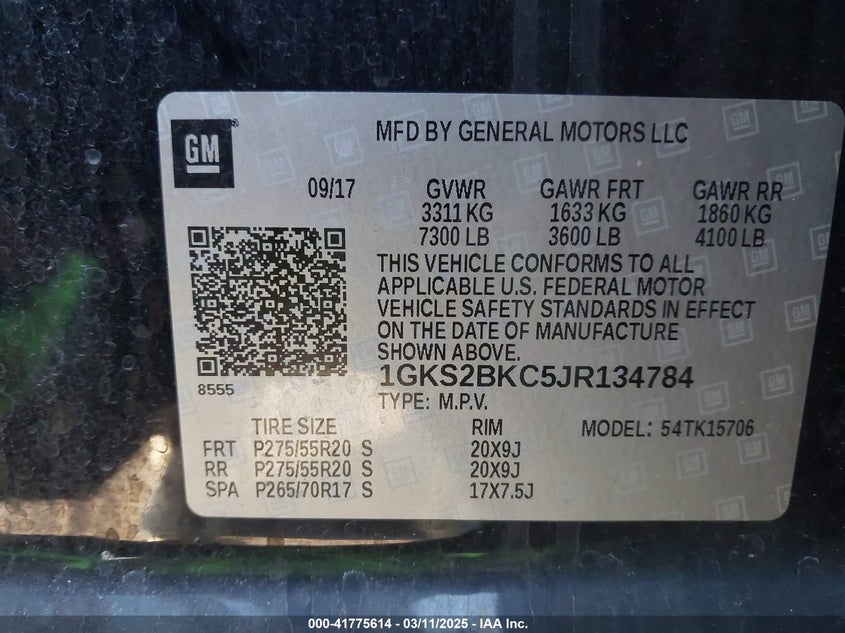 GM®
MFD BY GENERAL MOTORS LLC
09/17 GVWR GAWR FRT GAWR RR
3311 KG 1633 KG 1860 KG
7300 LB 3600 LB 4100 LB
THIS VEHICLE CONFORMS TO ALL
APPLICABLE U.S. FEDERAL MOTOR
VEHICLE SAFETY STANDARDS IN EFFECT
ON THE DATE OF MANUFACTURE
SHOWN ABOVE.
8555
1GKS2BKC5JR134784
TYPE: M.P.V.
TIRE SIZE RIM MODEL: 54TK15706
FRT P275/55R20 S 20X9J
RR P275/55R20 S 20X9J
SPA P265/70R17 S 17X7.5J
000-41775614 / 03/11/2025 - IAA Inc.